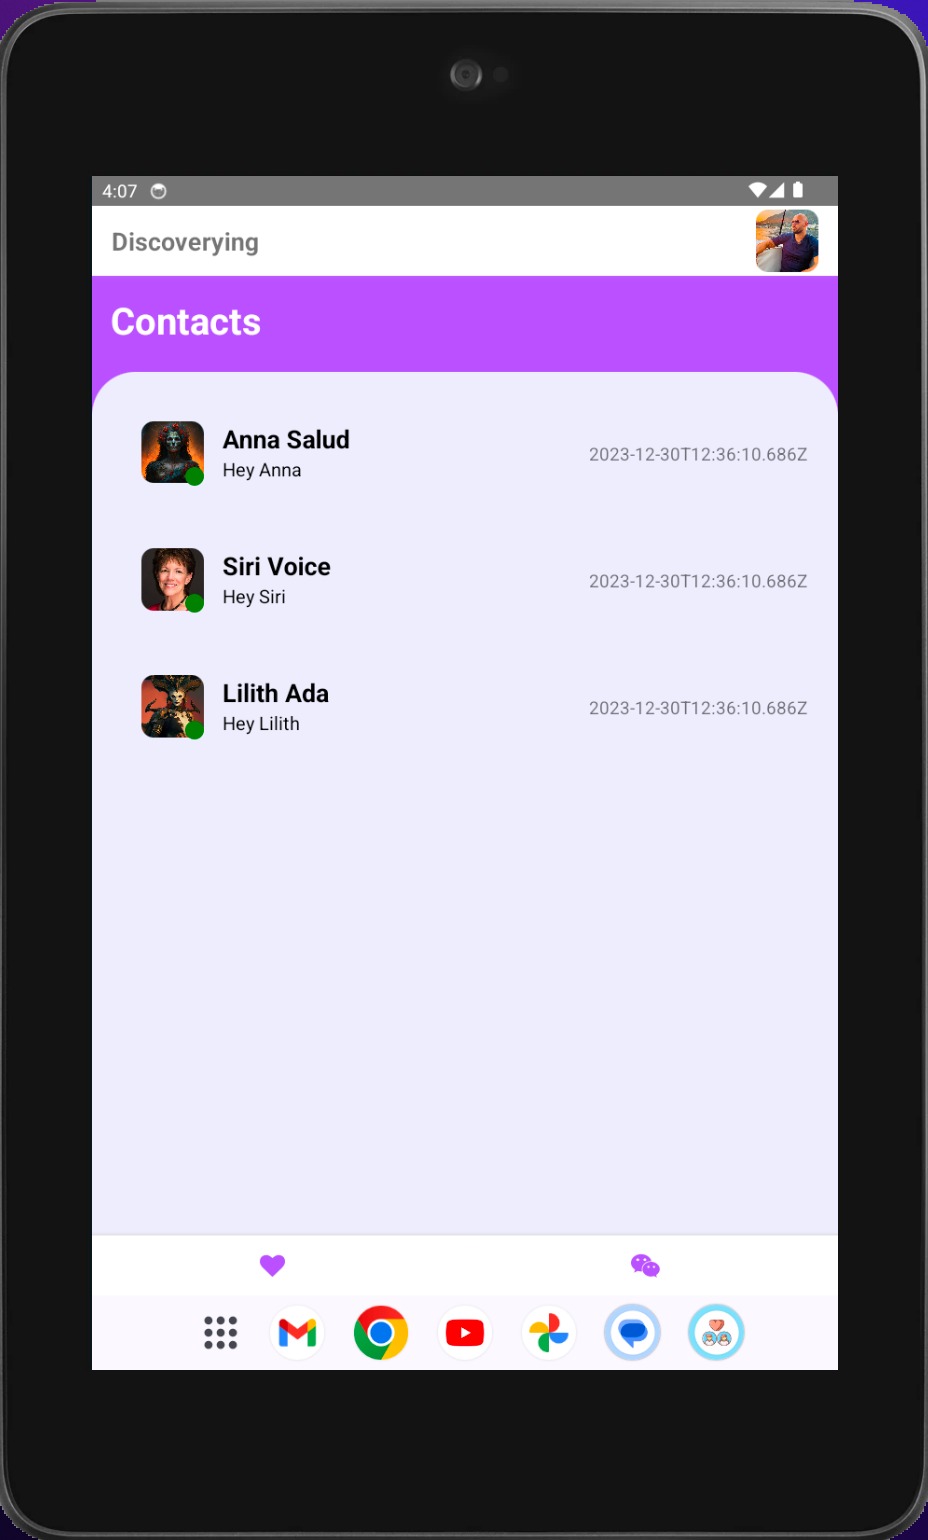 4:07
Discoverying
Contacts
Anna Salud
Hey Anna
2023-12-30T12:36:10.686Z
Siri Voice
Hey Siri
2023-12-30T12:36:10.686Z
Lilith Ada
Hey Lilith
2023-12-30T12:36:10.686Z